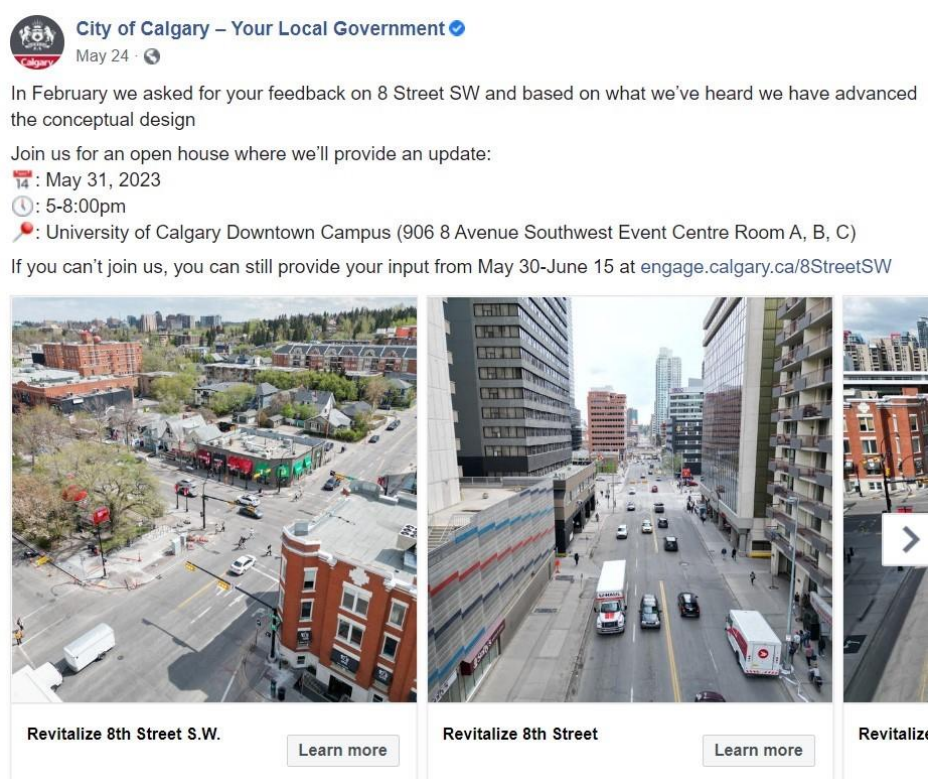 City of Calgary – Your Local Government
Calgary
May 24 ·
In February we asked for your feedback on 8 Street SW and based on what we’ve heard we have advanced
the conceptual design
Join us for an open house where we’ll provide an update:
14 : May 31, 2023
: 5-8:00pm
: University of Calgary Downtown Campus (906 8 Avenue Southwest Event Centre Room A, B, C)
If you can’t join us, you can still provide your input from May 30-June 15 at engage.calgary.ca/8StreetSW
Revitalize 8th Street S.W.
Learn more
Revitalize 8th Street
Learn more
Revitalize